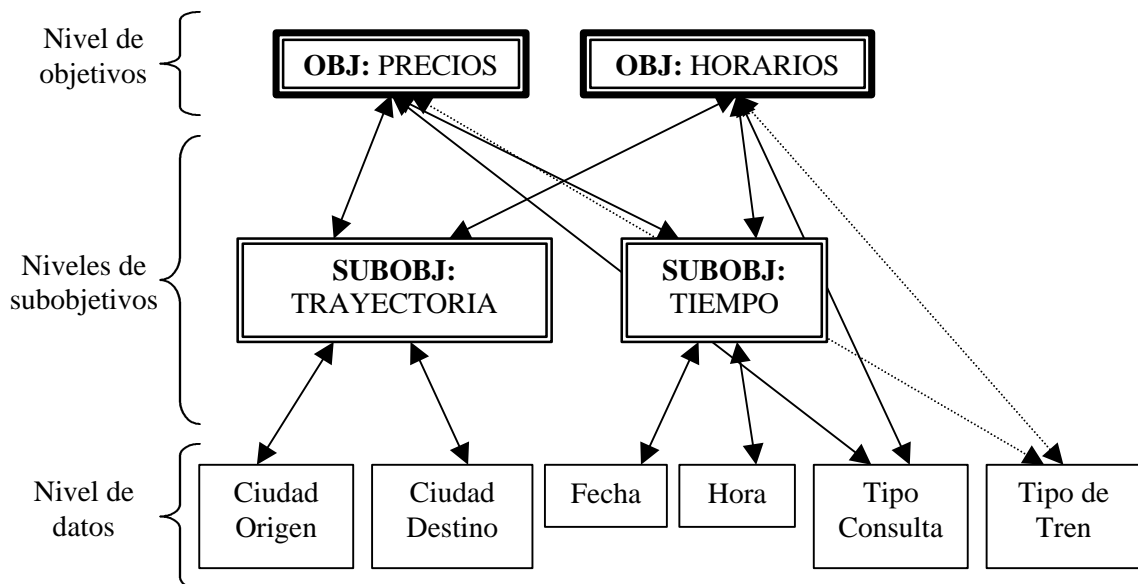 Nivel de
objetivos
OBJ: PRECIOS
OBJ: HORARIOS
Niveles de
subobjetivos
SUBOBJ:
TRAYECTORIA
SUBOBJ:
TIEMPO
Nivel de
datos
Ciudad
Origen
Ciudad
Destino
Fecha
Hora
Tipo
Consulta
Tipo de
Tren